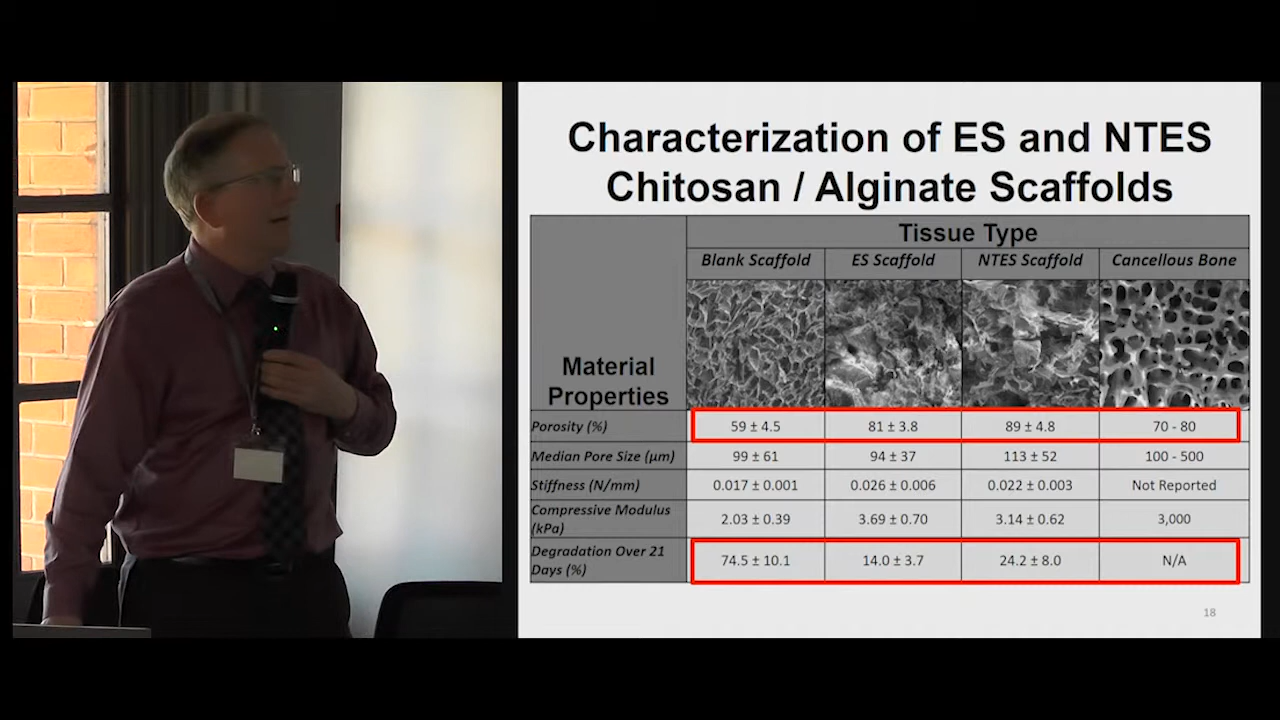 Characterization of ES and NTES
Chitosan / Alginate Scaffolds
Tissue Type
Blank Scaffold ES Scaffold NTES Scaffold Cancellous Bone
Material
Properties
Porosity (%) 59 ± 4.5 81 ± 3.8 89 ± 4.8 70 - 80
Median Pore Size (µm) 99 ± 61 94 ± 37 113 ± 52 100 - 500
Stiffness (N/mm) 0.017 ± 0.001 0.026 ± 0.006 0.022 ± 0.003 Not Reported
Compressive Modulus
(kPa) 2.03 ± 0.39 3.69 ± 0.70 3.14 ± 0.62 3,000
Degradation Over 21
Days (%) 74.5 ± 10.1 14.0 ± 3.7 24.2 ± 8.0 N/A
18